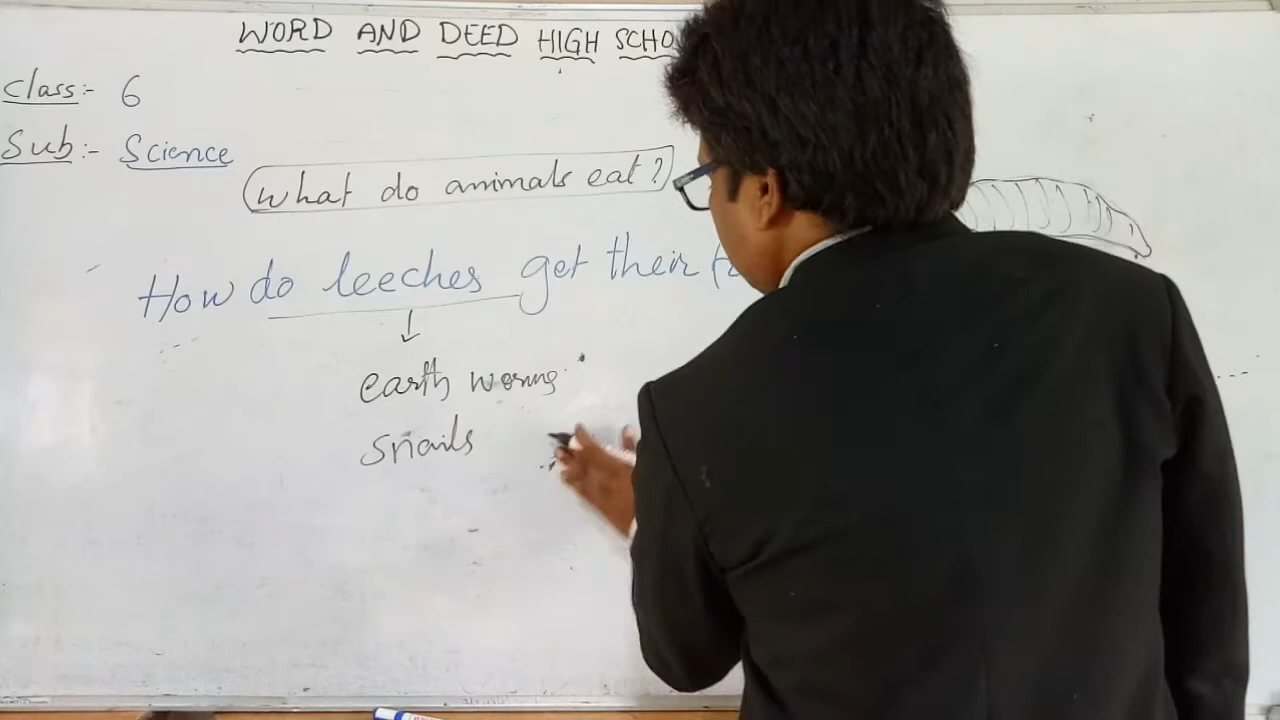 WORD AND DEED HIGH SCHO
Class:- 6
Sub:- Science
What do animals eat?
How do leeches get their f
earth worms
snails